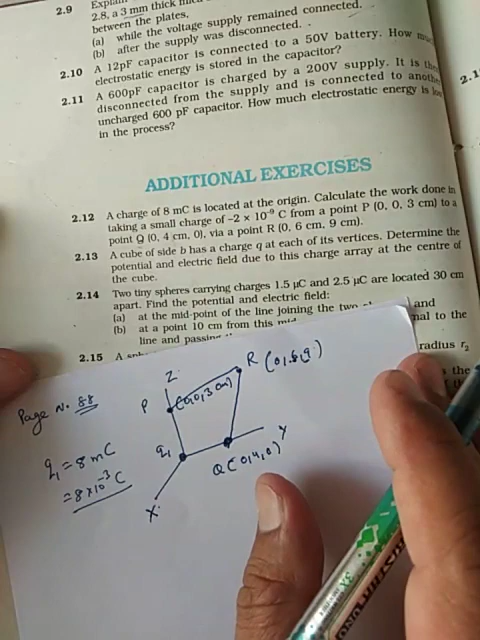 2.9 Explain
2.8, a 3 mm thick
between the plates,
(a) while the voltage supply remained connected.
(b) after the supply was disconnected.
2.10 A 12pF capacitor is connected to a 50V battery. How
electrostatic energy is stored in the capacitor?
2.11 A 600pF capacitor is charged by a 200V supply. It is
disconnected from the supply and is connected to
uncharged 600 pF capacitor. How much electrostatic energy is
in the process?
ADDITIONAL EXERCISES
2.12 A charge of 8 mC is located at the origin. Calculate the work done in
taking a small charge of –2 × 10⁻⁹ C from a point P (0, 0, 3 cm) to a
point Q (0, 4 cm, 0), via a point R (0, 6 cm, 9 cm).
2.13 A cube of side b has a charge q at each of its vertices. Determine the
potential and electric field due to this charge array at the centre of
the cube.
2.14 Two tiny spheres carrying charges 1.5 µC and 2.5 µC are located 30 cm
apart. Find the potential and electric field:
(a) at the mid-point of the line joining the two and
(b) at a point 10 cm from this
line and
2.15 A
radius r₂
the
Page No. 88
q₁ = 8 mC
= 8×10⁻³ C
Z
P (0,0,3 cm)
R
q₁
Y
Q (0,4,0)
X